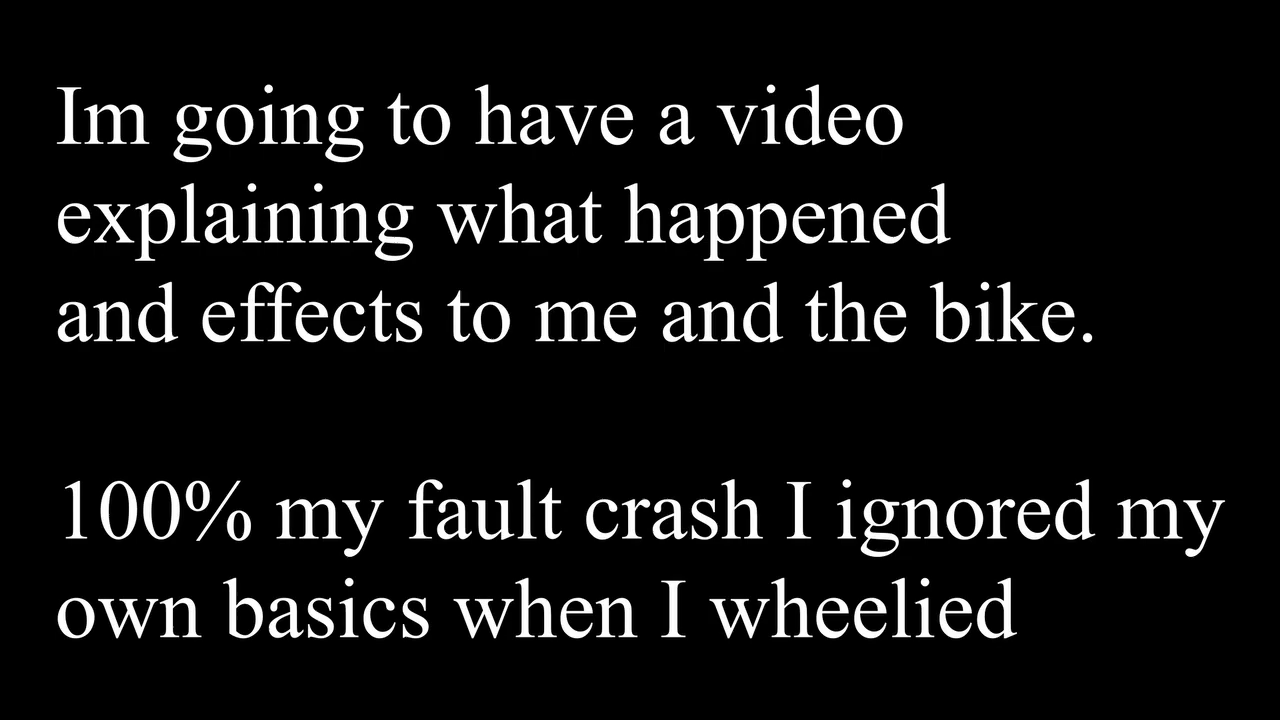 Im going to have a video
explaining what happened
and effects to me and the bike.
100% my fault crash I ignored my
own basics when I wheelied